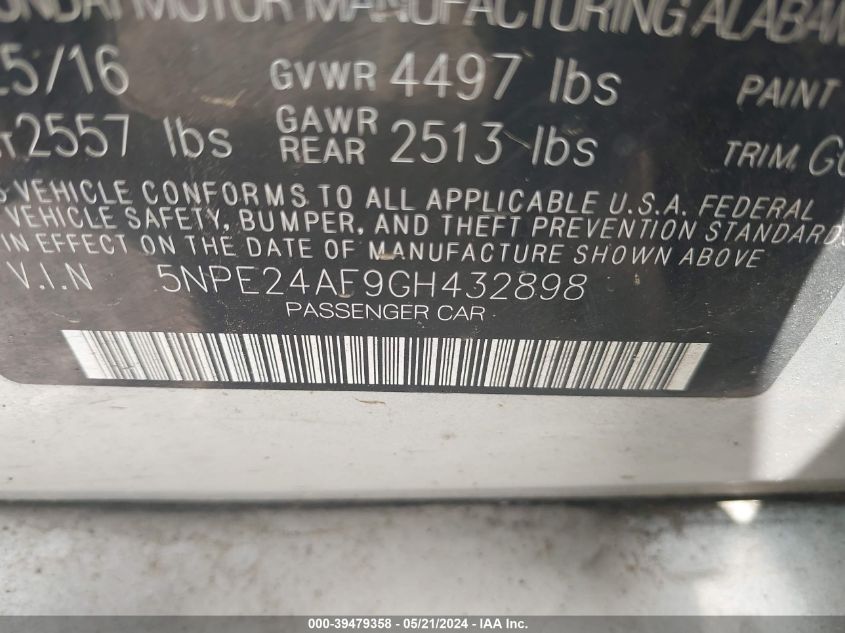 MOTOR MANUFACTURING
5/16 GVWR 4497 lbs PAINT
2557 lbs GAWR REAR 2513 lbs TRIM
VEHICLE CONFORMS TO ALL APPLICABLE U.S.A. FEDERAL
VEHICLE SAFETY, BUMPER, AND THEFT PREVENTION STANDARDS
IN EFFECT ON THE DATE OF MANUFACTURE SHOWN ABOVE.
V.I.N 5NPE24AF9GH432898
PASSENGER CAR
000-39479358 - 05/21/2024 - IAA Inc.